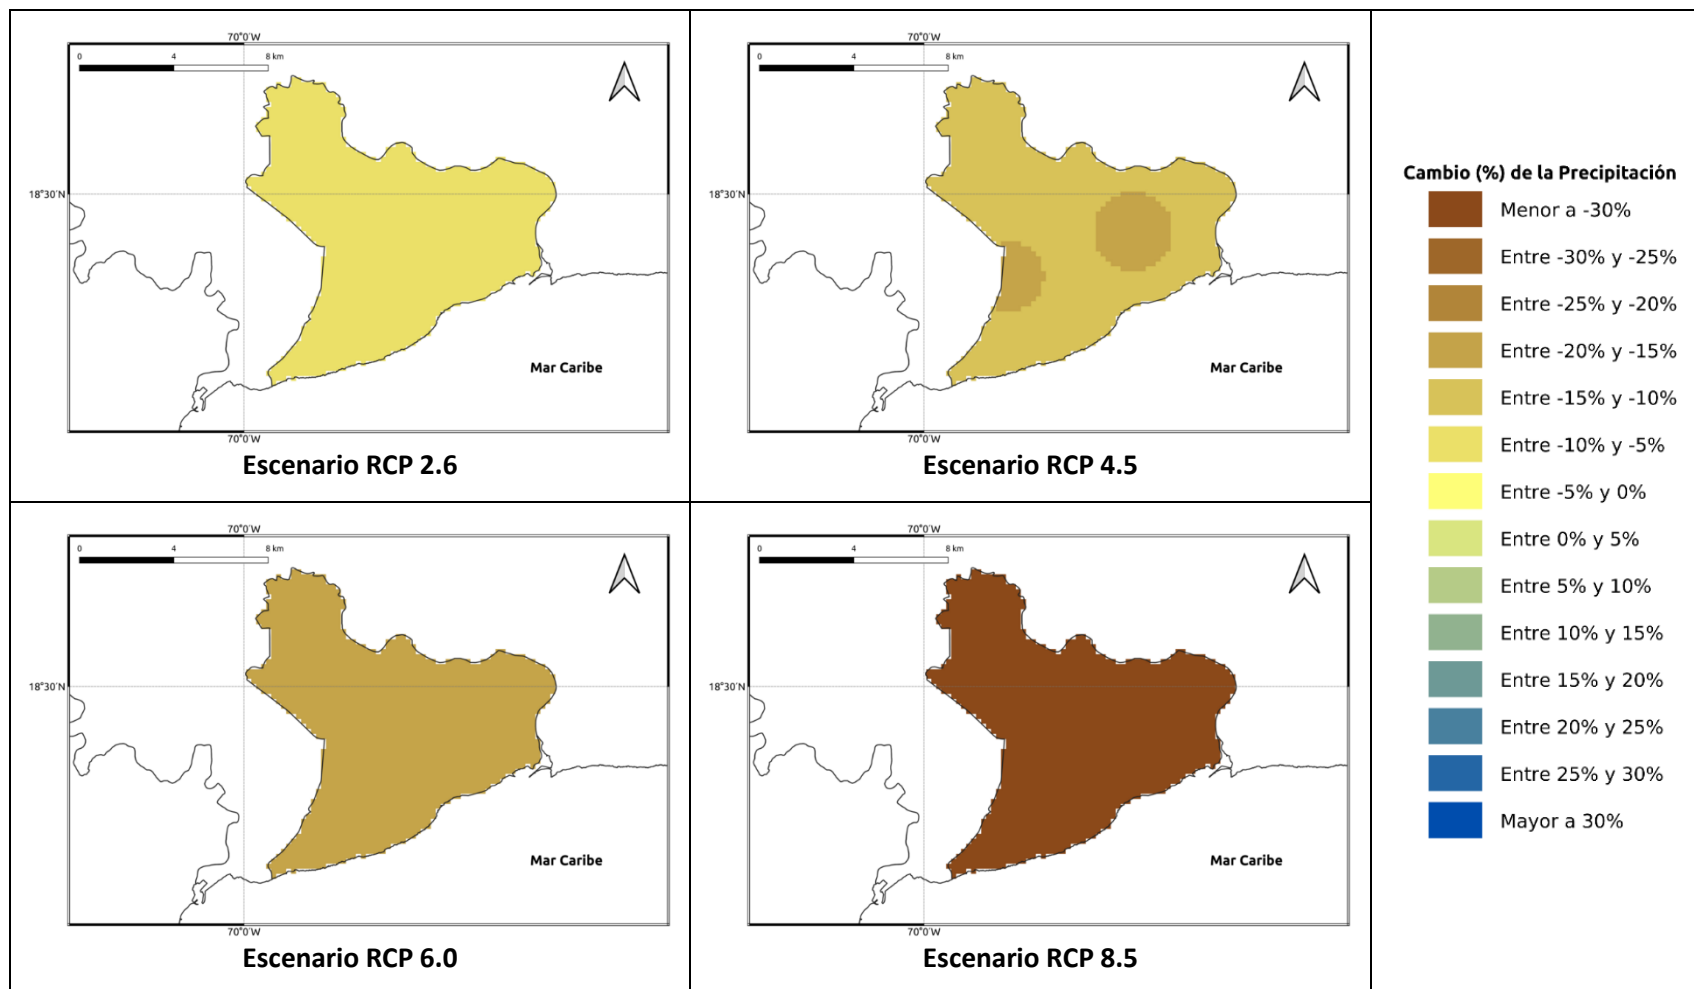 70°0'W
0 4 8 km
18°30'N
Mar Caribe
70°0'W
Escenario RCP 2.6
70°0'W
0 4 8 km
18°30'N
Mar Caribe
70°0'W
Escenario RCP 4.5
70°0'W
0 4 8 km
18°30'N
Mar Caribe
70°0'W
Escenario RCP 6.0
70°0'W
0 4 8 km
18°30'N
Mar Caribe
70°0'W
Escenario RCP 8.5
Cambio (%) de la Precipitación
Menor a -30%
Entre -30% y -25%
Entre -25% y -20%
Entre -20% y -15%
Entre -15% y -10%
Entre -10% y -5%
Entre -5% y 0%
Entre 0% y 5%
Entre 5% y 10%
Entre 10% y 15%
Entre 15% y 20%
Entre 20% y 25%
Entre 25% y 30%
Mayor a 30%